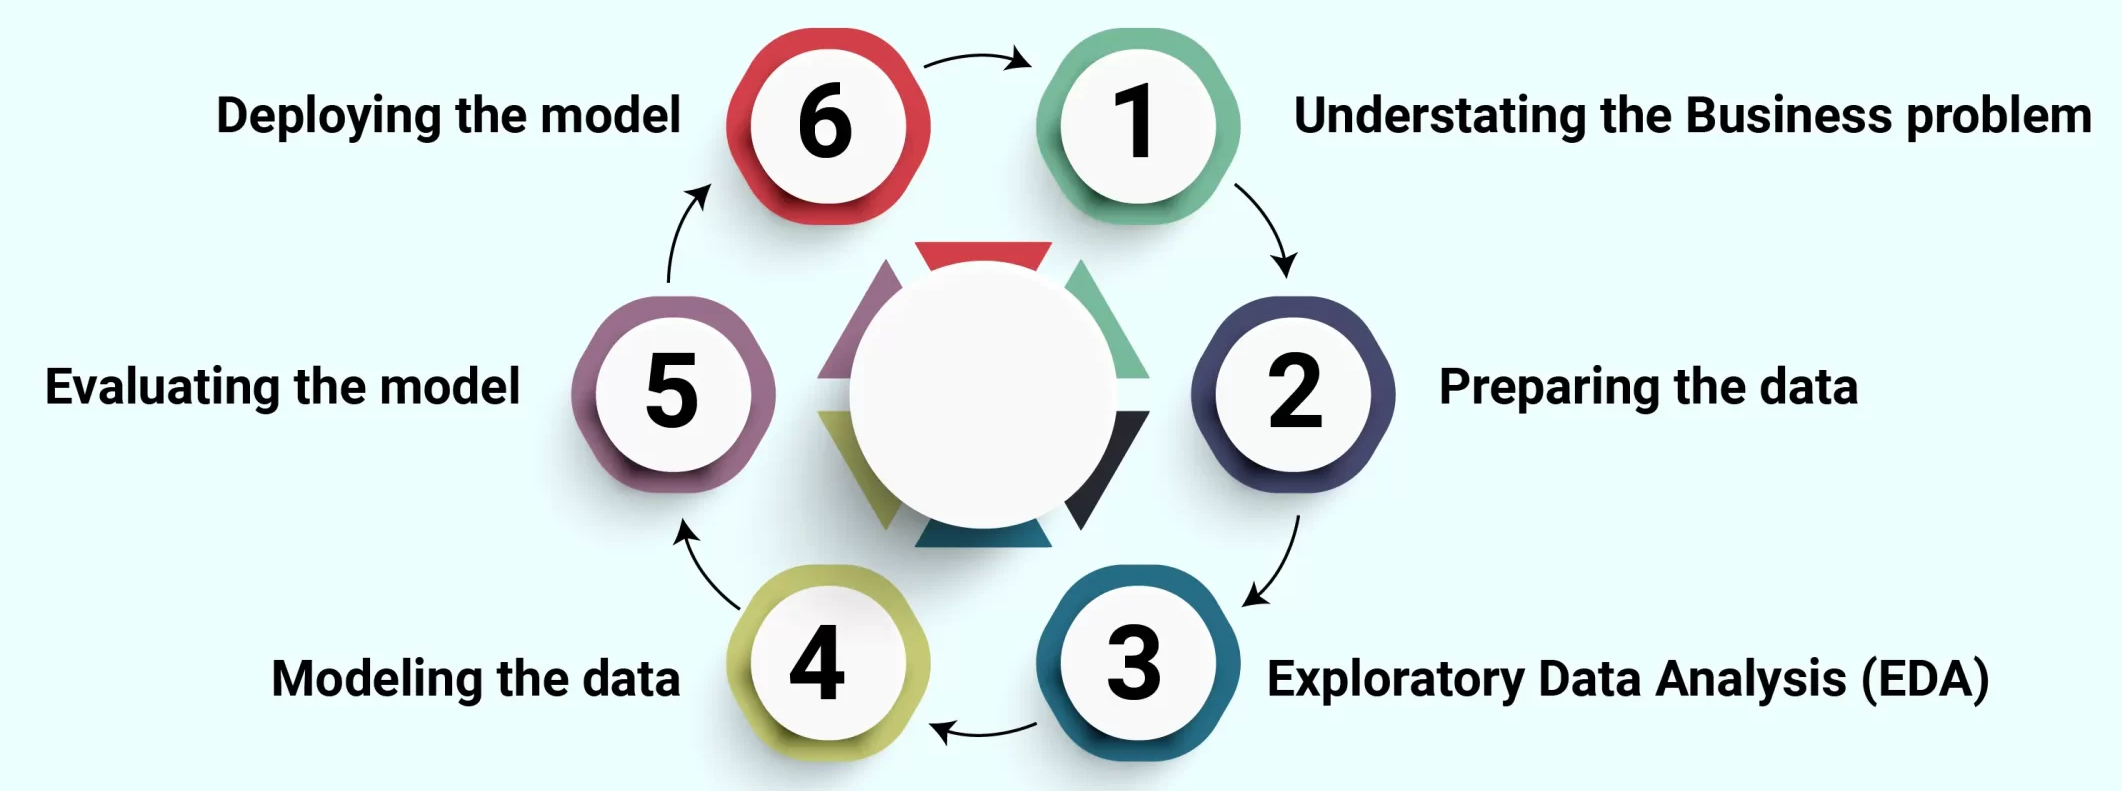 1 Understating the Business problem
2 Preparing the data
3 Exploratory Data Analysis (EDA)
4 Modeling the data
5 Evaluating the model
6 Deploying the model